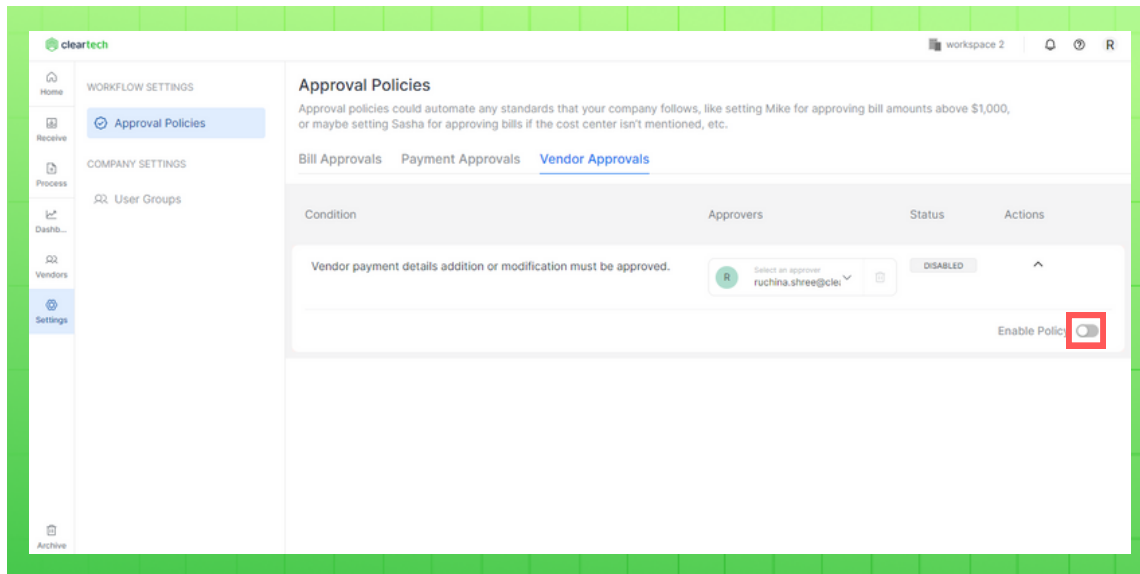 cleartech
workspace 2
R
Home
Receive
Process
Dashb...
Vendors
Settings
Archive
WORKFLOW SETTINGS
Approval Policies
COMPANY SETTINGS
User Groups
Approval Policies
Approval policies could automate any standards that your company follows, like setting Mike for approving bill amounts above $1,000,
or maybe setting Sasha for approving bills if the cost center isn't mentioned, etc.
Bill Approvals Payment Approvals Vendor Approvals
Condition Approvers Status Actions
Vendor payment details addition or modification must be approved.
R
Select an approver
ruchina.shree@clea
DISABLED
Enable Policy